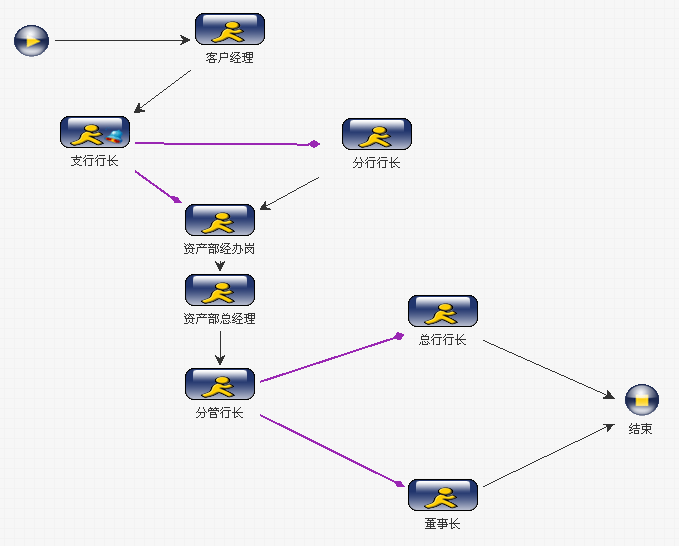 客户经理
支行行长
分行行长
资产部经办岗
资产部总经理
总行行长
分管行长
结束
董事长